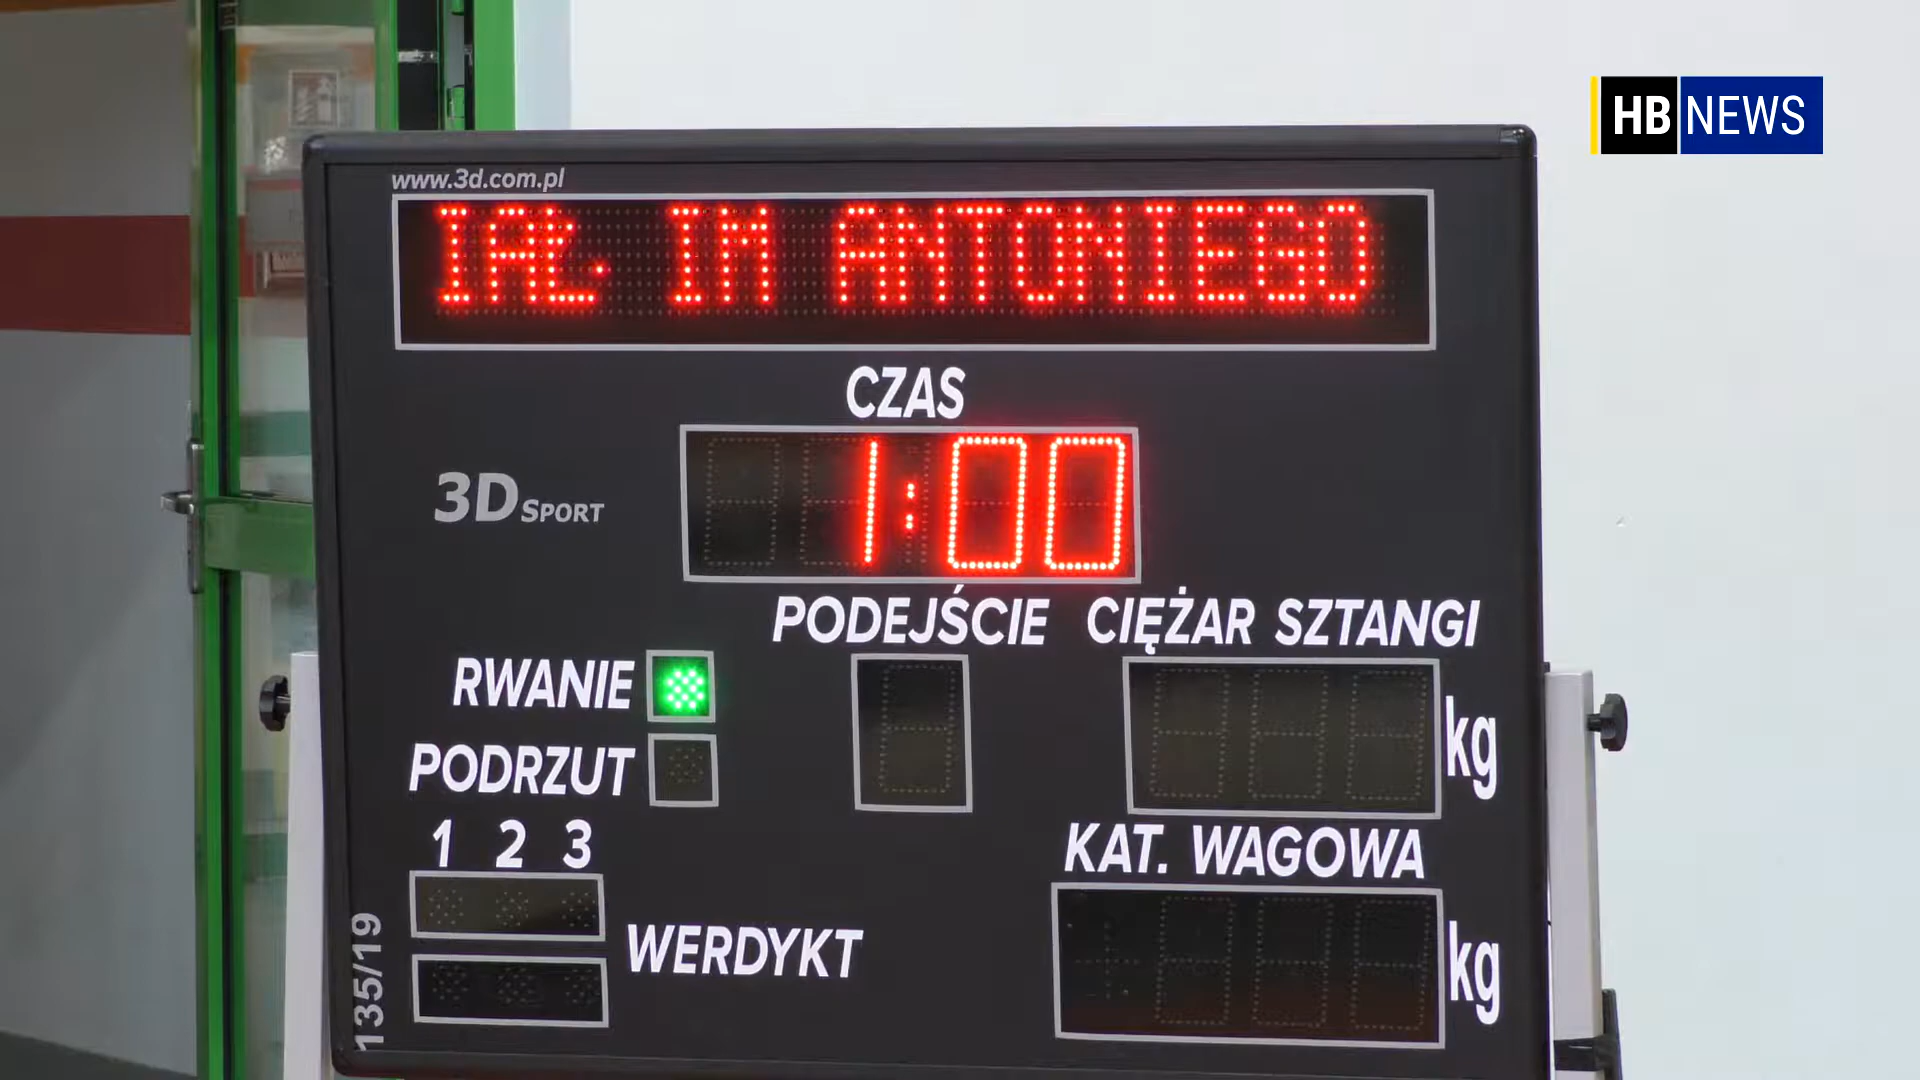 HB NEWS
www.3d.com.pl
IAŁ. IM ANTONIEGO
CZAS
1:00
3D SPORT
PODEJŚCIE CIĘŻAR SZTANGI
RWANIE
kg
PODRZUT
1 2 3
KAT. WAGOWA
WERDYKT
kg
135/19